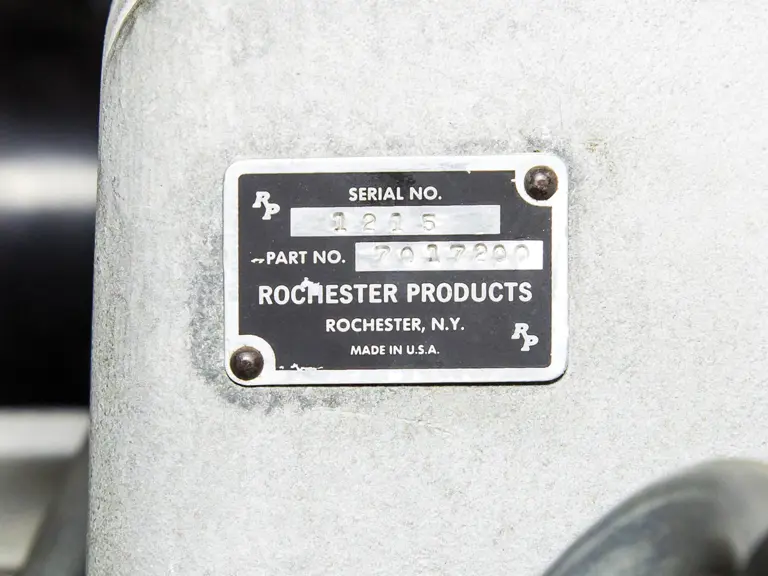 RP
SERIAL NO.
1215
PART NO. 7017200
ROCHESTER PRODUCTS
ROCHESTER, N.Y.
RP
MADE IN U.S.A.